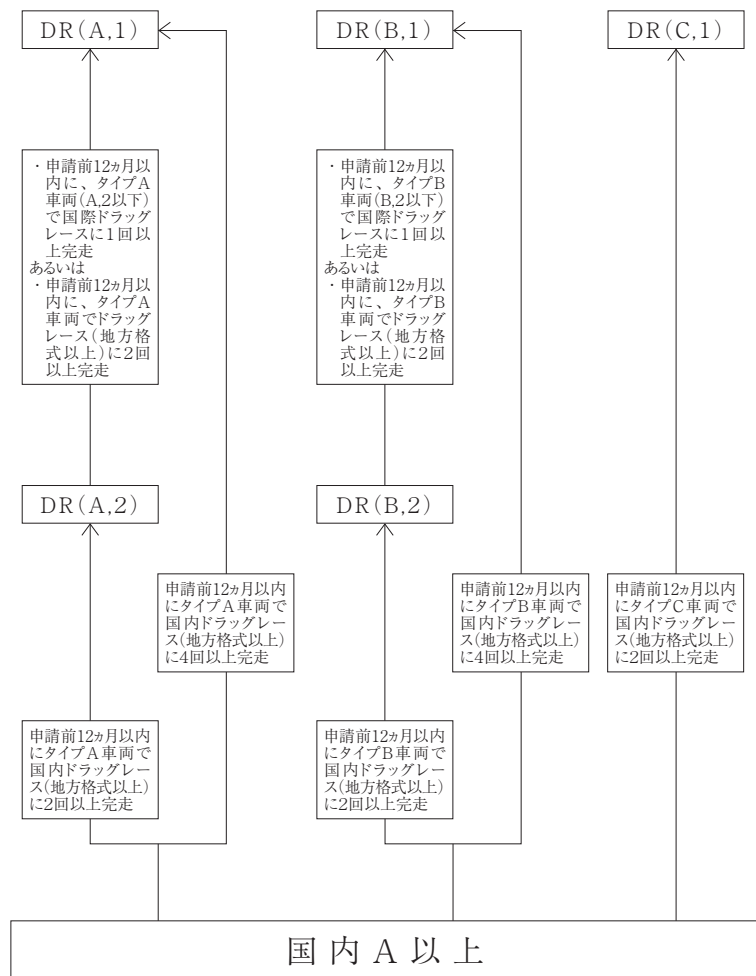 DR(A,1)
DR(B,1)
DR(C,1)
・申請前12ヵ月以
内に、タイプA
車両(A,2以下)
で国際ドラッグ
レースに1回以
上完走
あるいは
・申請前12ヵ月以
内に、タイプA
車両でドラッグ
レース(地方格
式以上)に2回
以上完走
・申請前12ヵ月以
内に、タイプB
車両(B,2以下)
で国際ドラッグ
レースに1回以
上完走
あるいは
・申請前12ヵ月以
内に、タイプB
車両でドラッグ
レース(地方格
式以上)に2回
以上完走
DR(A,2)
DR(B,2)
申請前12ヵ月以内
にタイプA車両で
国内ドラッグレー
ス(地方格式以上)
に4回以上完走
申請前12ヵ月以内
にタイプB車両で
国内ドラッグレー
ス(地方格式以上)
に4回以上完走
申請前12ヵ月以内
にタイプC車両で
国内ドラッグレー
ス(地方格式以上)
に2回以上完走
申請前12ヵ月以内
にタイプA車両で
国内ドラッグレー
ス(地方格式以上)
に2回以上完走
申請前12ヵ月以内
にタイプB車両で
国内ドラッグレー
ス(地方格式以上)
に2回以上完走
国内A以上